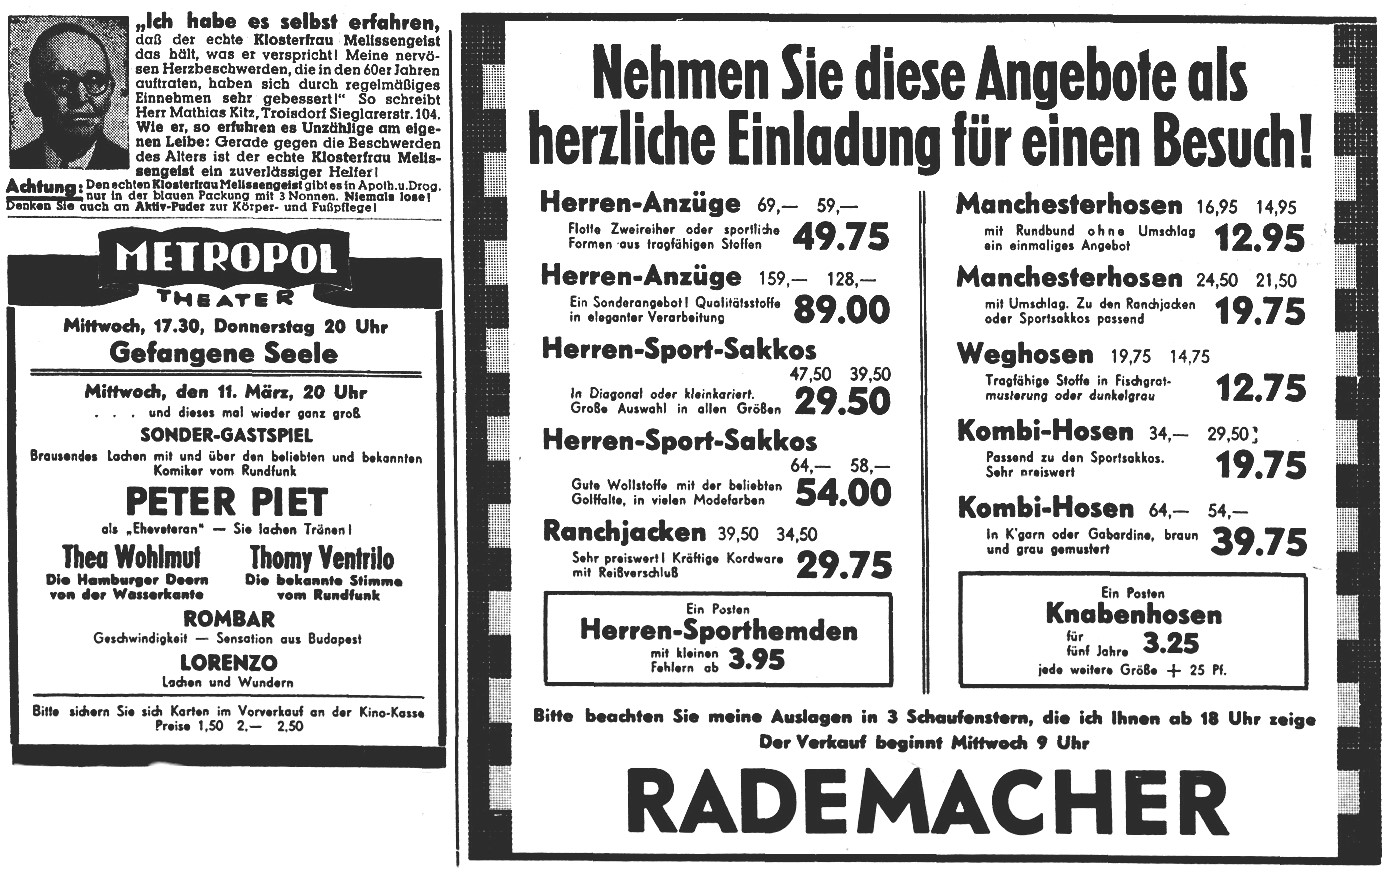 „Ich habe es selbst erfahren,
daß der echte Klosterfrau Melissengeist
das hält, was er verspricht! Meine nervö-
sen Herzbeschwerden, die in den 60er Jahren
auftraten, haben sich durch regelmäßiges
Einnehmen sehr gebessert!" So schreibt
Herr Mathias Kitz, Troisdorf Sieglarerstr. 104.
Wie er, so erfuhren es Unzählige am eige-
nen Leibe: Gerade gegen die Beschwerden
des Alters ist der echte Klosterfrau Melis-
sengeist ein zuverlässiger Helfer!
Achtung: Den echten Klosterfrau Melissengeist gibt es in Apoth. u. Drog.
nur in der blauen Packung mit 3 Nonnen. Niemals lose!
Denken Sie auch an Aktiv-Puder zur Körper- und Fußpflege!
METROPOL
THEATER
Mittwoch, 17.30, Donnerstag 20 Uhr
Gefangene Seele
Mittwoch, den 11. März, 20 Uhr
. . . und dieses mal wieder ganz groß
SONDER-GASTSPIEL
Brausendes Lachen mit und über den beliebten und bekannten
Komiker vom Rundfunk
PETER PIET
als „Eheveteran" — Sie lachen Tränen!
Thea Wohlmut
Die Hamburger Deern
von der Wasserkante
Thomy Ventrilo
Die bekannte Stimme
vom Rundfunk
ROMBAR
Geschwindigkeit — Sensation aus Budapest
LORENZO
Lachen und Wundern
Bitte sichern Sie sich Karten im Vorverkauf an der Kino-Kasse
Preise 1,50 2,— 2,50
Nehmen Sie diese Angebote als
herzliche Einladung für einen Besuch!
Herren-Anzüge 69,— 59,—
Flotte Zweireiher oder sportliche
Formen aus tragfähigen Stoffen 49.75
Herren-Anzüge 159,— 128,—
Ein Sonderangebot! Qualitätsstoffe
in eleganter Verarbeitung 89.00
Herren-Sport-Sakkos
47,50 39,50
In Diagonal oder kleinkariert.
Große Auswahl in allen Größen 29.50
Herren-Sport-Sakkos
64,— 58,—
Gute Wollstoffe mit der beliebten
Golffalte, in vielen Modefarben 54.00
Ranchjacken 39,50 34,50
Sehr preiswert! Kräftige Kordware
mit Reißverschluß 29.75
Ein Posten
Herren-Sporthemden
mit kleinen
Fehlern ab 3.95
Manchesterhosen 16,95 14,95
mit Rundbund ohne Umschlag
ein einmaliges Angebot 12.95
Manchesterhosen 24,50 21,50
mit Umschlag. Zu den Ranchjacken
oder Sportsakkos passend 19.75
Weghosen 19,75 14,75
Tragfähige Stoffe in Fischgrat-
musterung oder dunkelgrau 12.75
Kombi-Hosen 34,— 29,50
Passend zu den Sportsakkos.
Sehr preiswert 19.75
Kombi-Hosen 64,— 54,—
In K'garn oder Gabardine, braun
und grau gemustert 39.75
Ein Posten
Knabenhosen
für
fünf Jahre 3.25
jede weitere Größe + 25 Pf.
Bitte beachten Sie meine Auslagen in 3 Schaufenstern, die ich Ihnen ab 18 Uhr zeige
Der Verkauf beginnt Mittwoch 9 Uhr
RADEMACHER